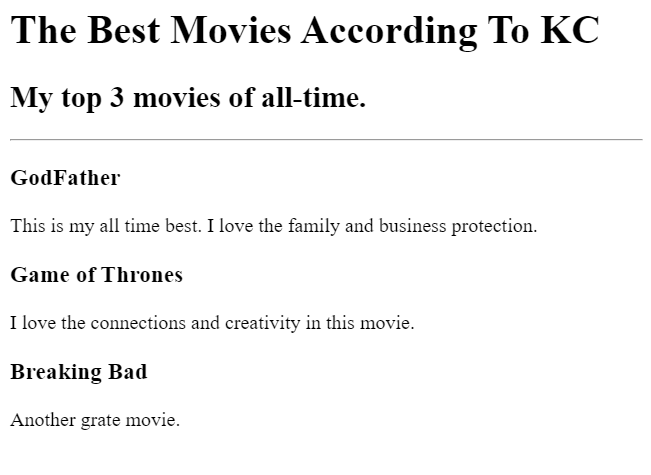 The Best Movies According To KC
My top 3 movies of all-time.
GodFather
This is my all time best. I love the family and business protection.
Game of Thrones
I love the connections and creativity in this movie.
Breaking Bad
Another grate movie.